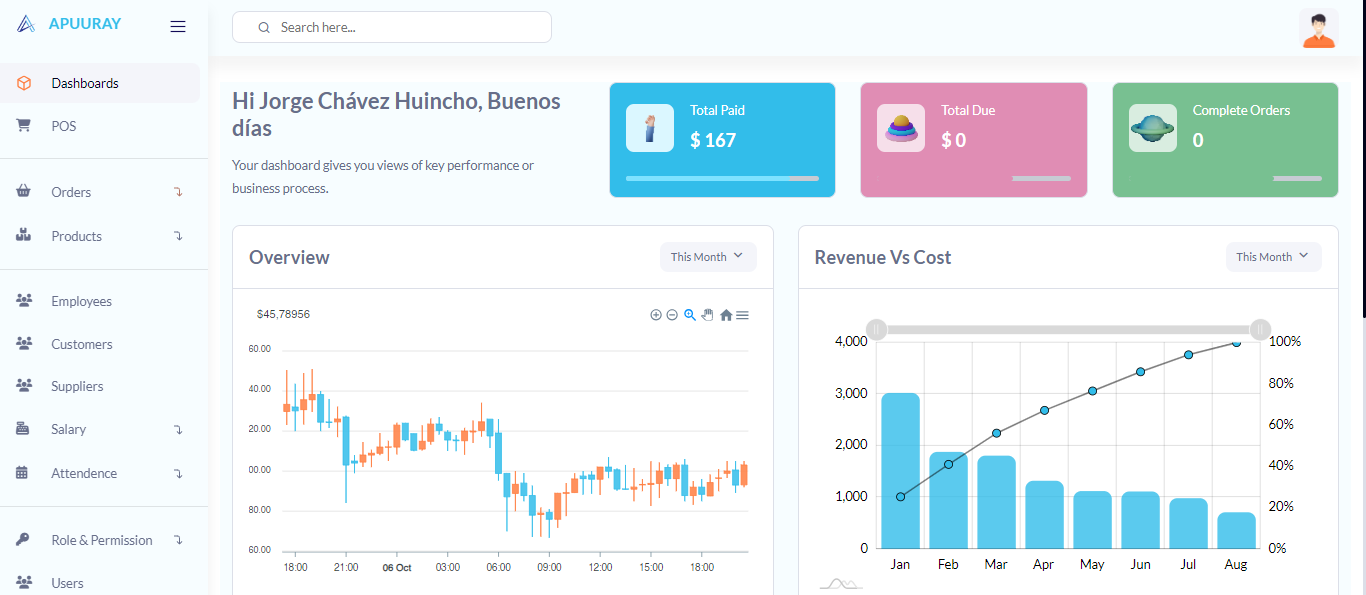 APUURAY
Search here...
Dashboards
POS
Orders
Products
Employees
Customers
Suppliers
Salary
Attendence
Role & Permission
Users
Hi Jorge Chávez Huincho, Buenos
días
Your dashboard gives you views of key performance or
business process.
Total Paid
$ 167
Total Due
$ 0
Complete Orders
0
Overview
This Month
$45,78956
60.00
40.00
20.00
00.00
80.00
60.00
18:00
21:00
06 Oct
03:00
06:00
09:00
12:00
15:00
18:00
Revenue Vs Cost
This Month
4,000
3,000
2,000
1,000
0
100%
80%
60%
40%
20%
0%
Jan
Feb
Mar
Apr
May
Jun
Jul
Aug